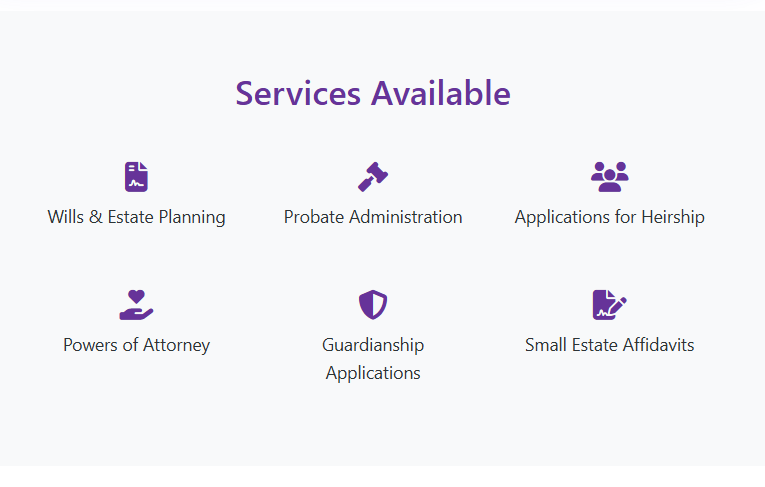 Services Available
Wills & Estate Planning
Probate Administration
Applications for Heirship
Powers of Attorney
Guardianship
Applications
Small Estate Affidavits